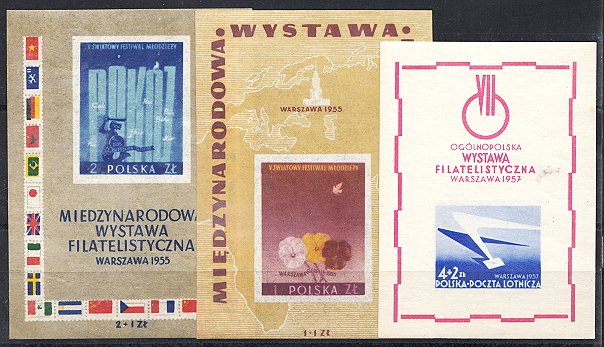 V ŚWIATOWY FESTIWAL MŁODZIEŻY
POKÓJ
2 POLSKA ZŁ
MIĘDZYNARODOWA
WYSTAWA
FILATELISTYCZNA
WARSZAWA 1955
2+1 ZŁ
MIĘDZYNARODOWA · WYSTAWA ·
WARSZAWA 1955
V ŚWIATOWY FESTIWAL MŁODZIEŻY
WARSZAWA
1 POLSKA ZŁ
1+1 ZŁ
VII
OGÓLNOPOLSKA
WYSTAWA
FILATELISTYCZNA
WARSZAWA 1957
4+2 zł
WARSZAWA 1957
POLSKA-POCZTA LOTNICZA